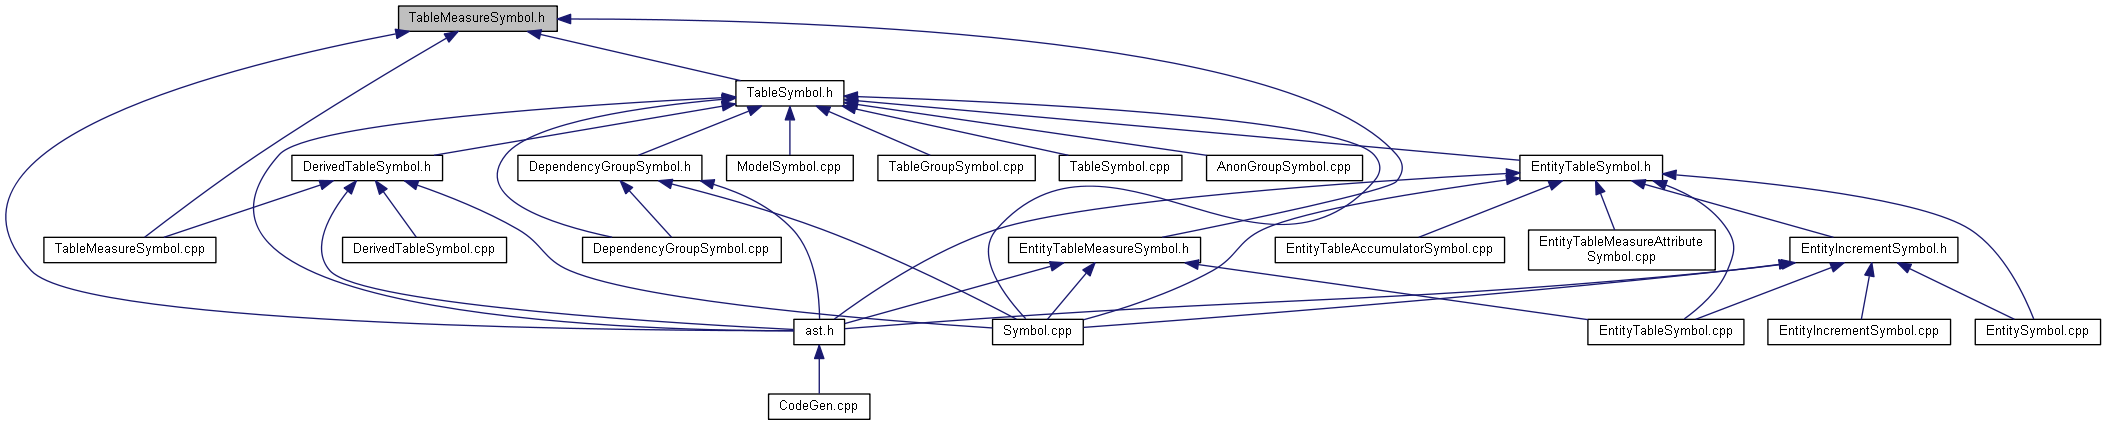 TableMeasureSymbol.h
TableSymbol.h
DerivedTableSymbol.h
DependencyGroupSymbol.h
ModelSymbol.cpp
TableGroupSymbol.cpp
TableSymbol.cpp
AnonGroupSymbol.cpp
EntityTableSymbol.h
TableMeasureSymbol.cpp
DerivedTableSymbol.cpp
DependencyGroupSymbol.cpp
EntityTableMeasureSymbol.h
EntityTableAccumulatorSymbol.cpp
EntityTableMeasureAttribute
Symbol.cpp
EntityIncrementSymbol.h
ast.h
Symbol.cpp
EntityTableSymbol.cpp
EntityIncrementSymbol.cpp
EntitySymbol.cpp
CodeGen.cpp